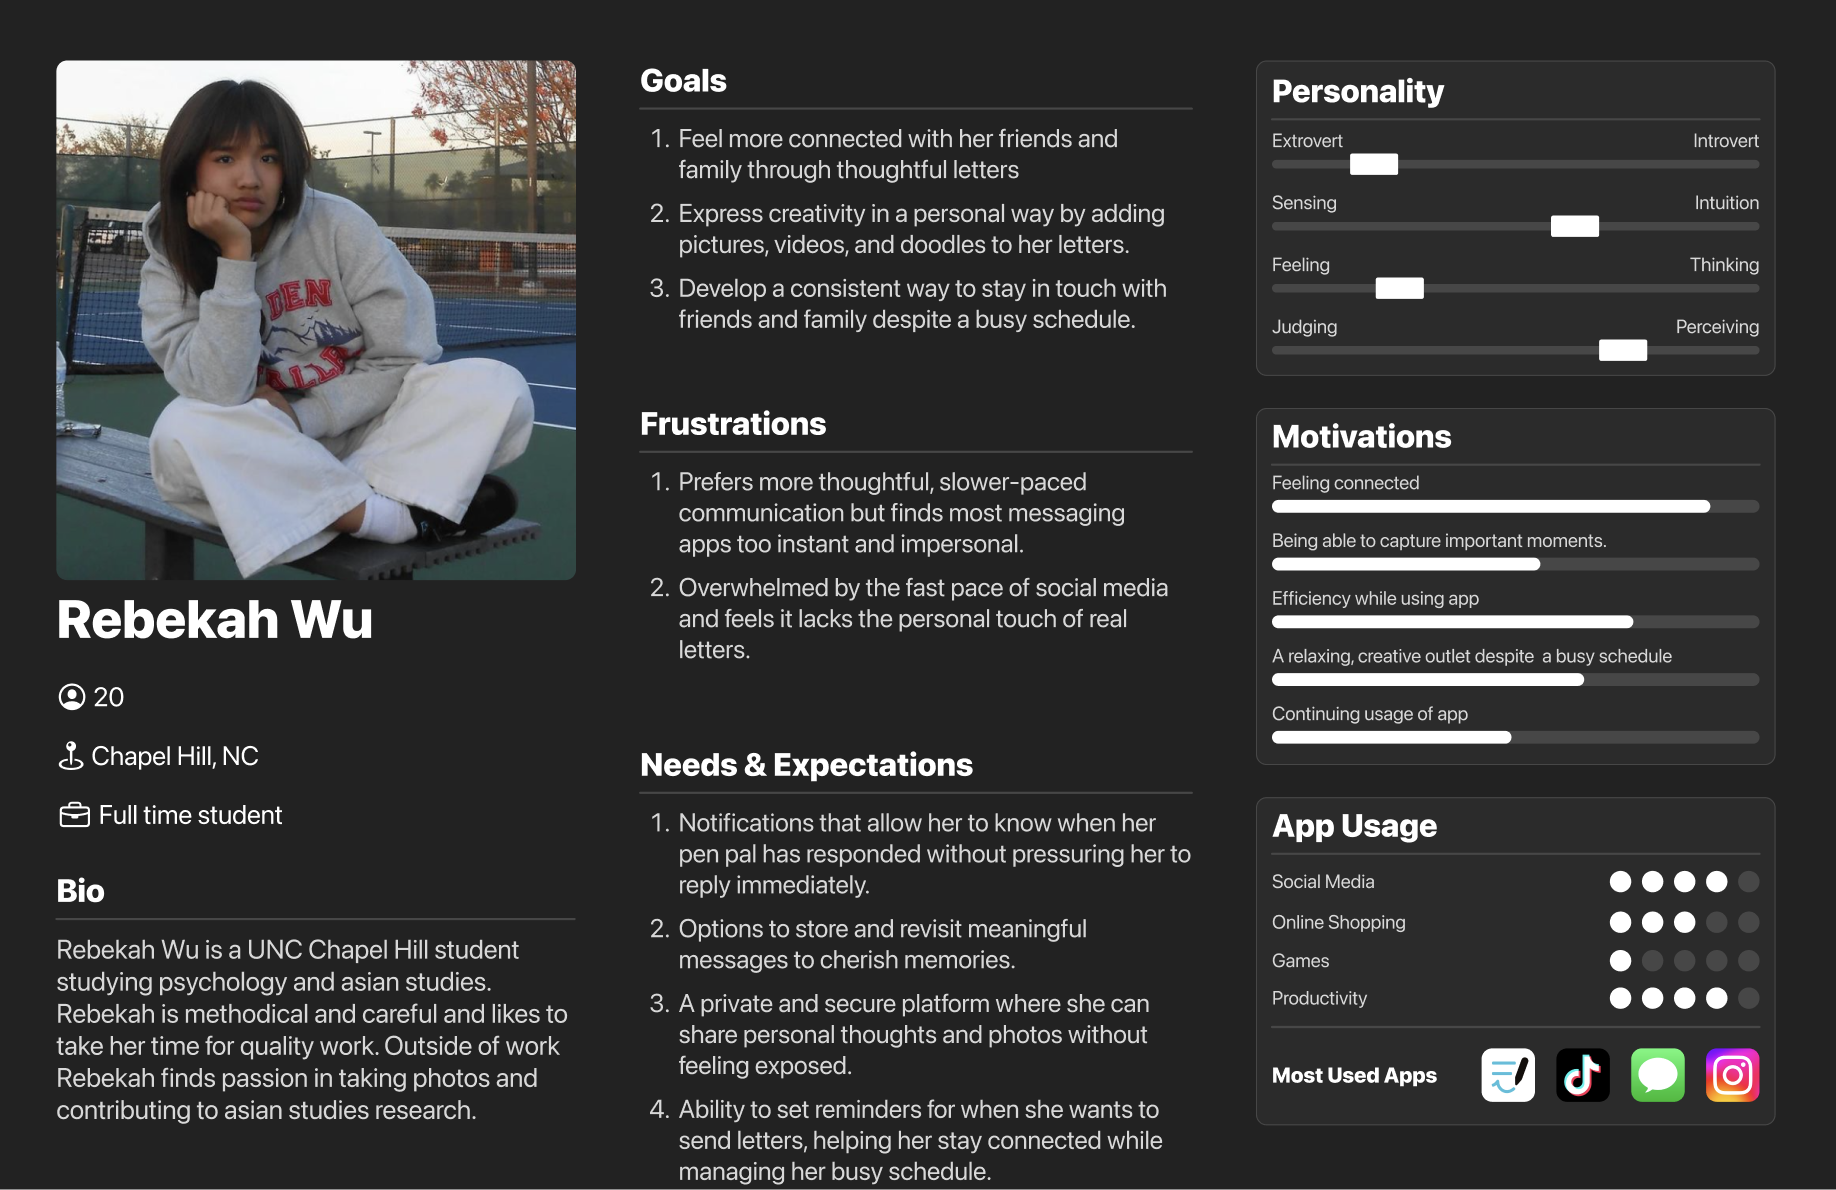 Rebekah Wu
20
Chapel Hill, NC
Full time student
Bio
Rebekah Wu is a UNC Chapel Hill student
studying psychology and asian studies.
Rebekah is methodical and careful and likes to
take her time for quality work. Outside of work
Rebekah finds passion in taking photos and
contributing to asian studies research.
Goals
1. Feel more connected with her friends and
family through thoughtful letters
2. Express creativity in a personal way by adding
pictures, videos, and doodles to her letters.
3. Develop a consistent way to stay in touch with
friends and family despite a busy schedule.
Frustrations
1. Prefers more thoughtful, slower-paced
communication but finds most messaging
apps too instant and impersonal.
2. Overwhelmed by the fast pace of social media
and feels it lacks the personal touch of real
letters.
Needs & Expectations
1. Notifications that allow her to know when her
pen pal has responded without pressuring her to
reply immediately.
2. Options to store and revisit meaningful
messages to cherish memories.
3. A private and secure platform where she can
share personal thoughts and photos without
feeling exposed.
4. Ability to set reminders for when she wants to
send letters, helping her stay connected while
managing her busy schedule.
Personality
Extrovert Introvert
Sensing Intuition
Feeling Thinking
Judging Perceiving
Motivations
Feeling connected
Being able to capture important moments.
Efficiency while using app
A relaxing, creative outlet despite  a busy schedule
Continuing usage of app
App Usage
Social Media
Online Shopping
Games
Productivity
Most Used Apps